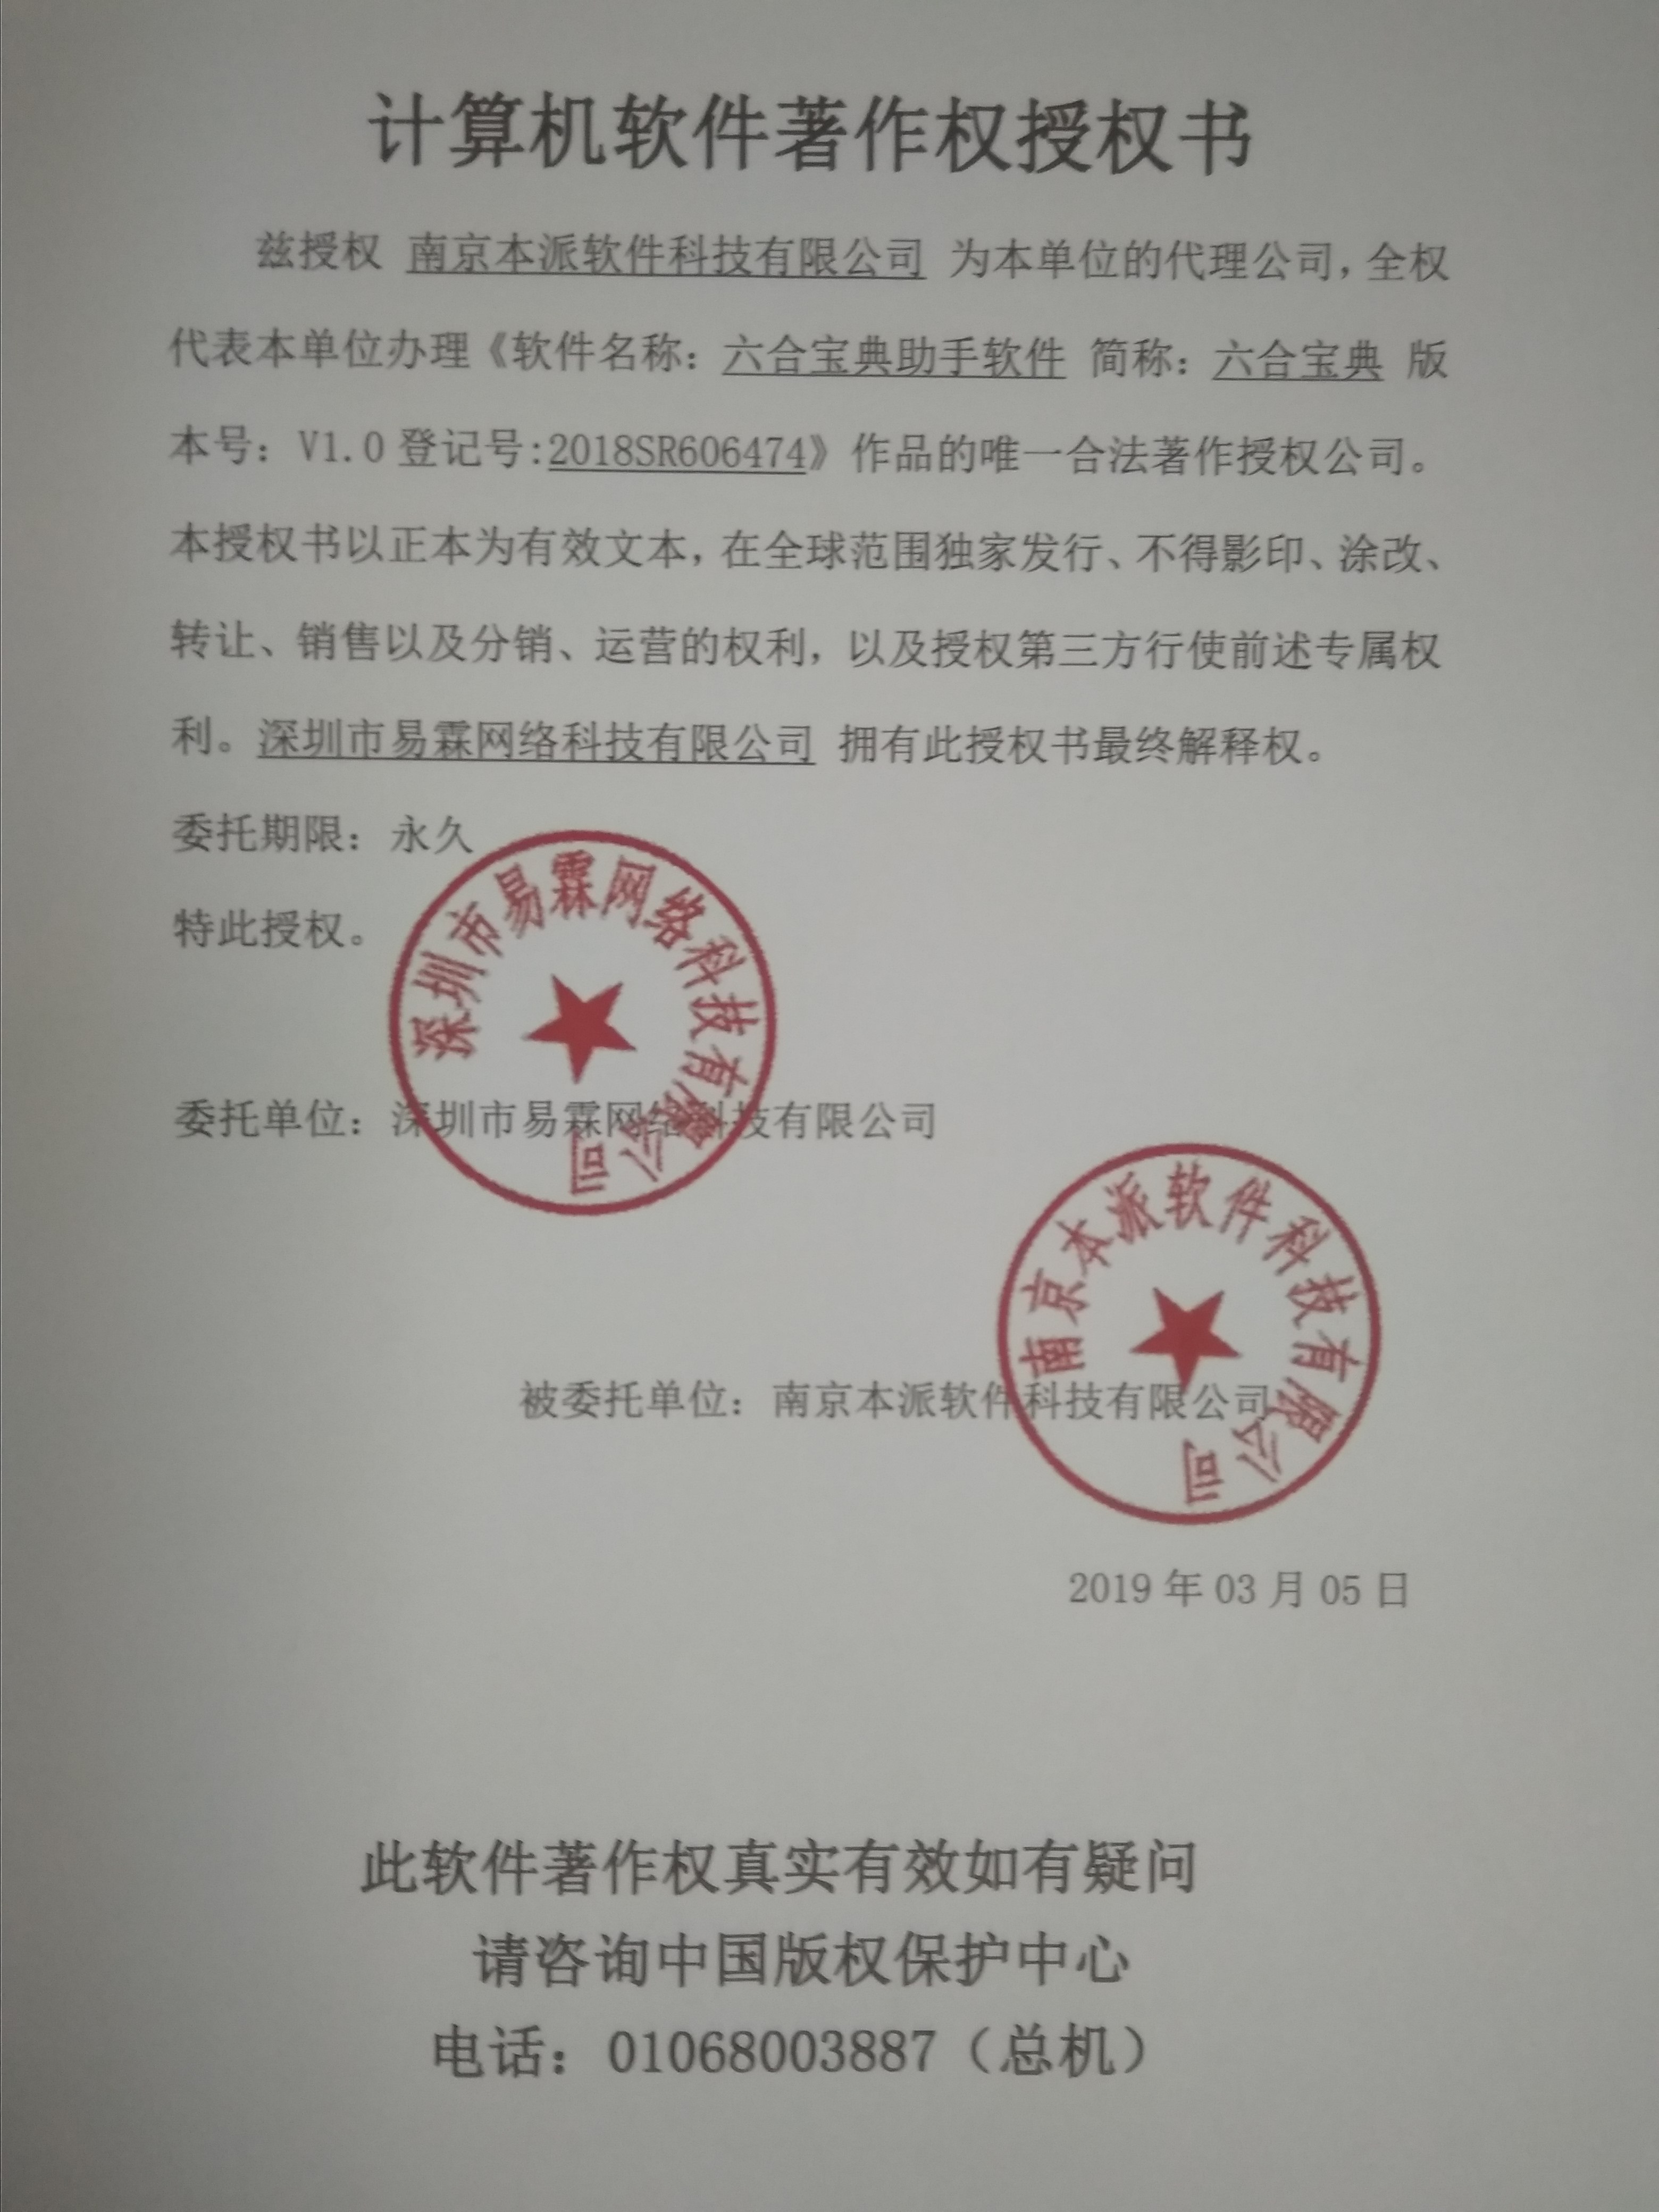 计算机软件著作权授权书
兹授权 南京本派软件科技有限公司 为本单位的代理公司，全权
代表本单位办理《软件名称：六合宝典助手软件 简称：六合宝典 版
本号：V1.0 登记号:2018SR606474》作品的唯一合法著作授权公司。
本授权书以正本为有效文本，在全球范围独家发行、不得影印、涂改、
转让、销售以及分销、运营的权利，以及授权第三方行使前述专属权
利。深圳市易霖网络科技有限公司 拥有此授权书最终解释权。
委托期限：永久
特此授权。
深圳市易霖网络科技有限公司
委托单位：深圳市易霖网络科技有限公司
南京本派软件科技有限公司
被委托单位：南京本派软件科技有限公司
2019 年 03 月 05 日
此软件著作权真实有效如有疑问
请咨询中国版权保护中心
电话：01068003887（总机）